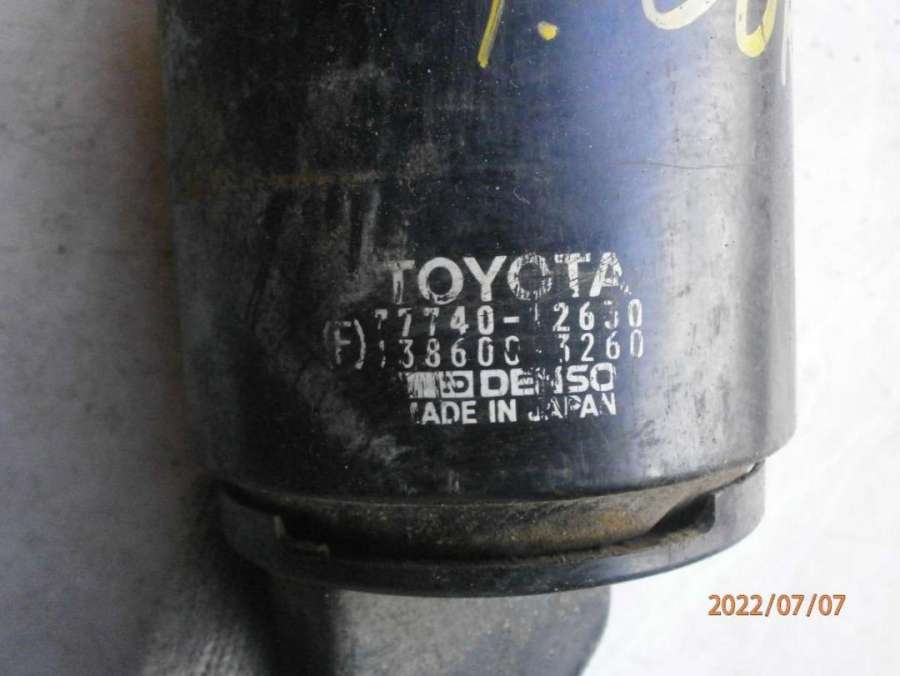 TOYOTA
77740-12630
(F) 138600-3260
DENSO
MADE IN JAPAN
2022/07/07